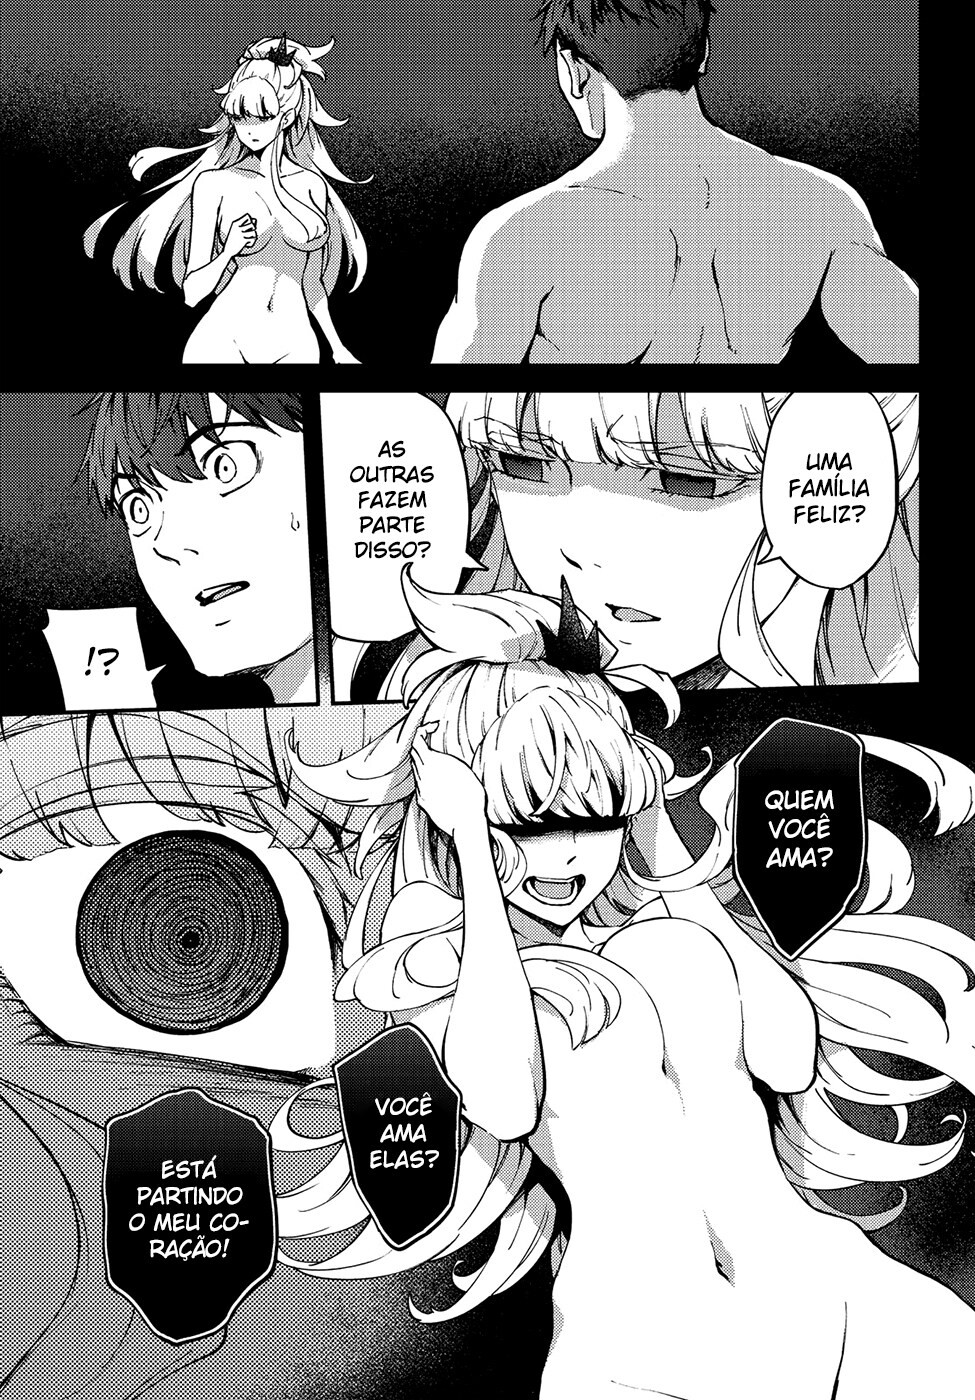 UMA
FAMÍLIA
FELIZ?
AS
OUTRAS
FAZEM
PARTE
DISSO?
!?
QUEM
VOCÊ
AMA?
VOCÊ
AMA
ELAS?
ESTÁ
PARTINDO
O MEU CO-
RAÇÃO!